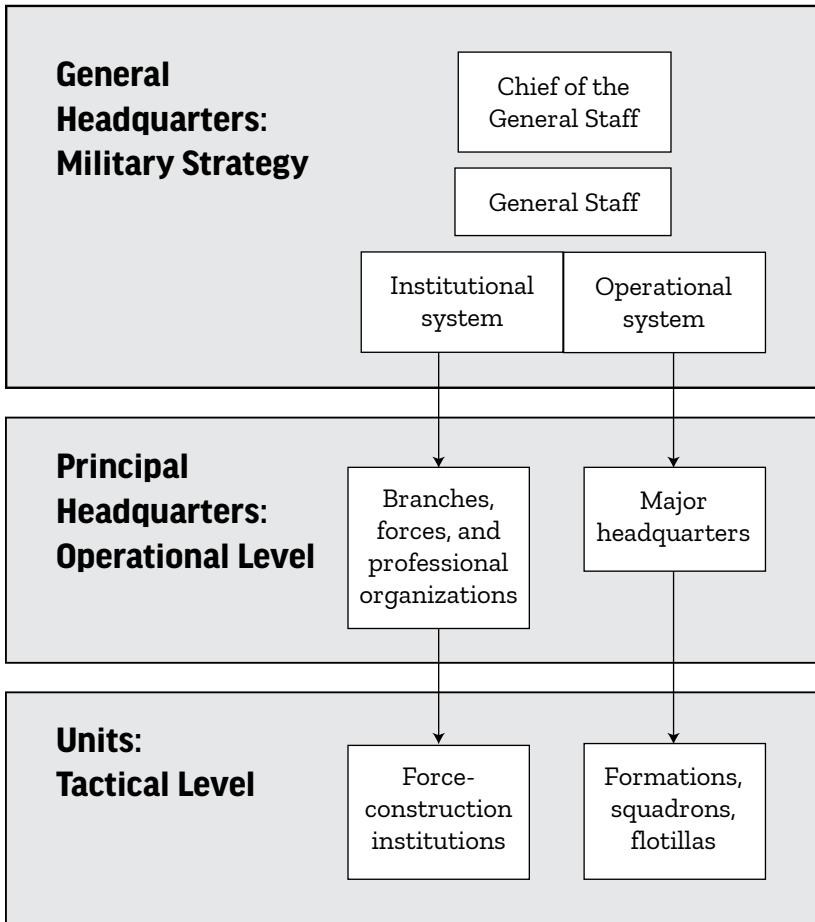 General
Headquarters:
Military Strategy
Chief of the
General Staff
General Staff
Institutional
system
Operational
system
Principal
Headquarters:
Operational Level
Branches,
forces, and
professional
organizations
Major
headquarters
Units:
Tactical Level
Force-
construction
institutions
Formations,
squadrons,
flotillas